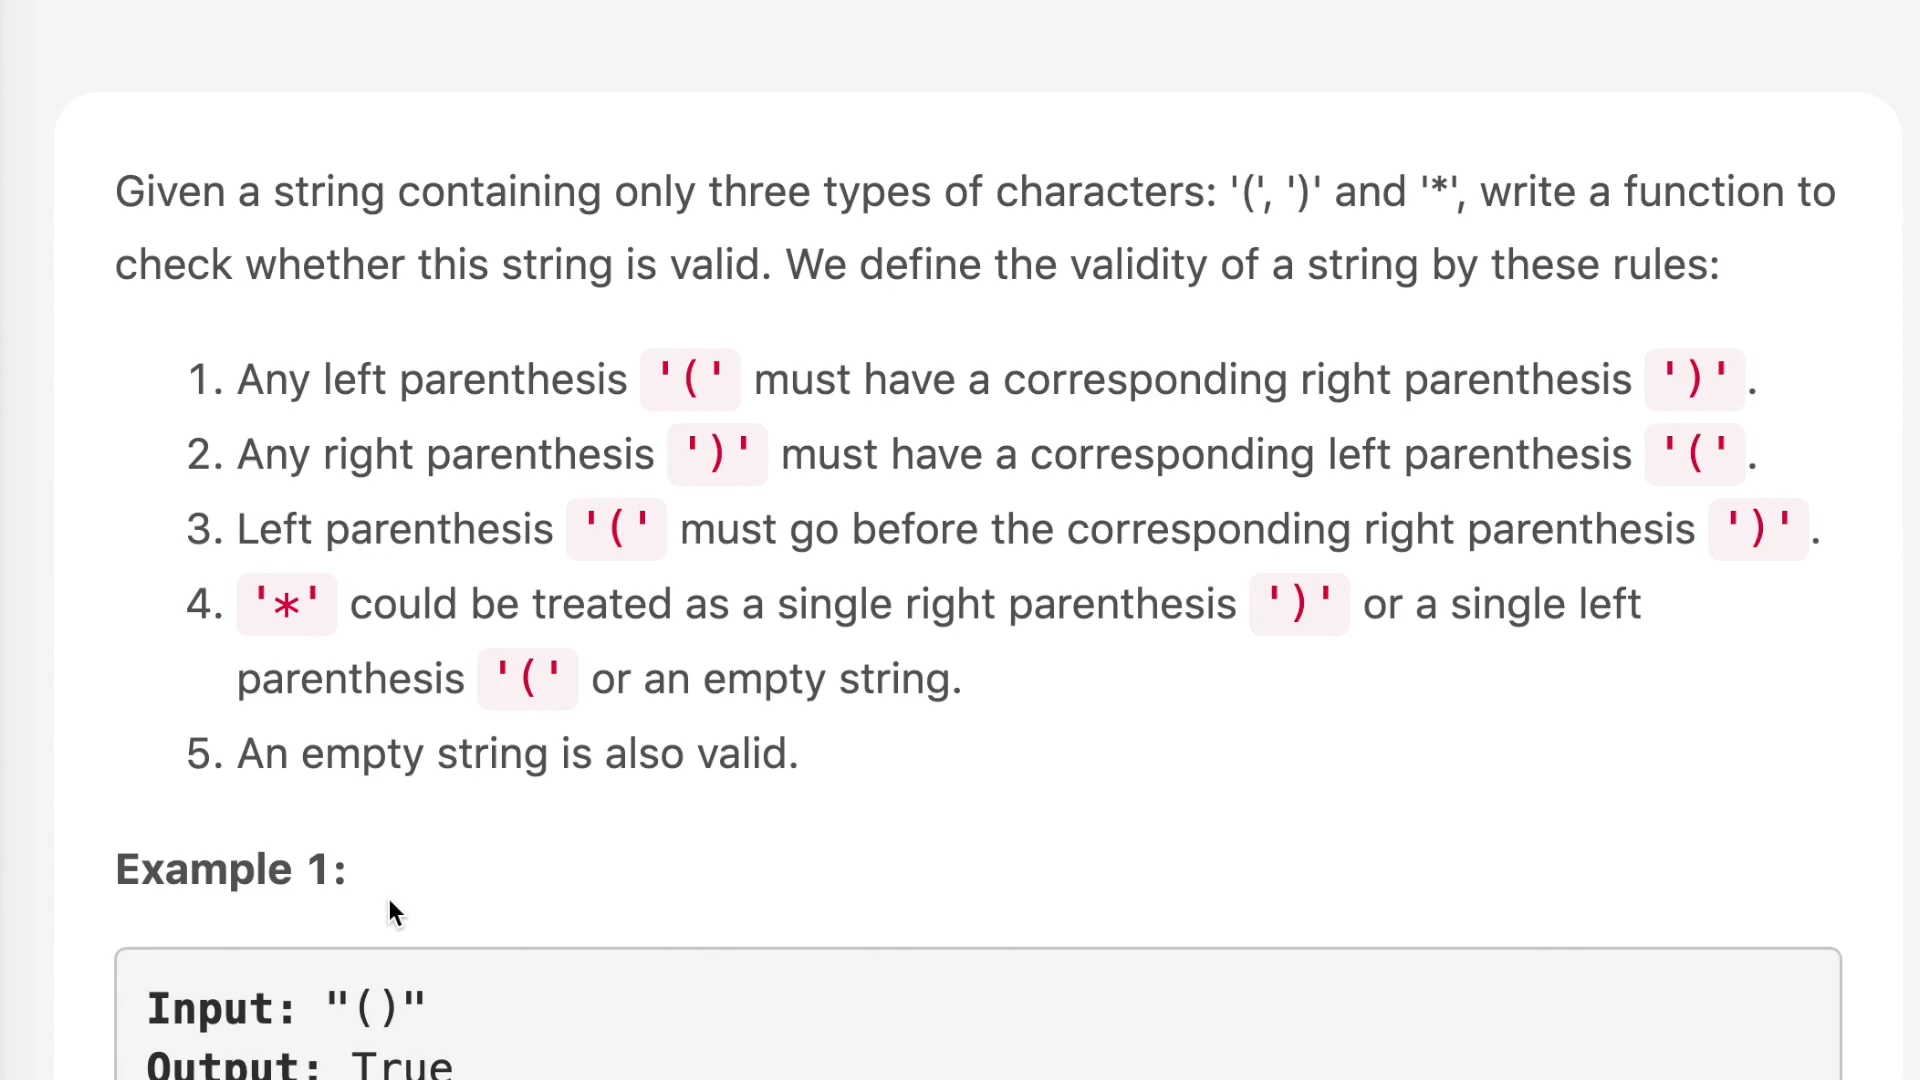 Given a string containing only three types of characters: '(', ')' and '*', write a function to
check whether this string is valid. We define the validity of a string by these rules:
1. Any left parenthesis '(' must have a corresponding right parenthesis ')'.
2. Any right parenthesis ')' must have a corresponding left parenthesis '('.
3. Left parenthesis '(' must go before the corresponding right parenthesis ')'.
4. '*' could be treated as a single right parenthesis ')' or a single left
parenthesis '(' or an empty string.
5. An empty string is also valid.
Example 1:
Input: "()"
Output: True